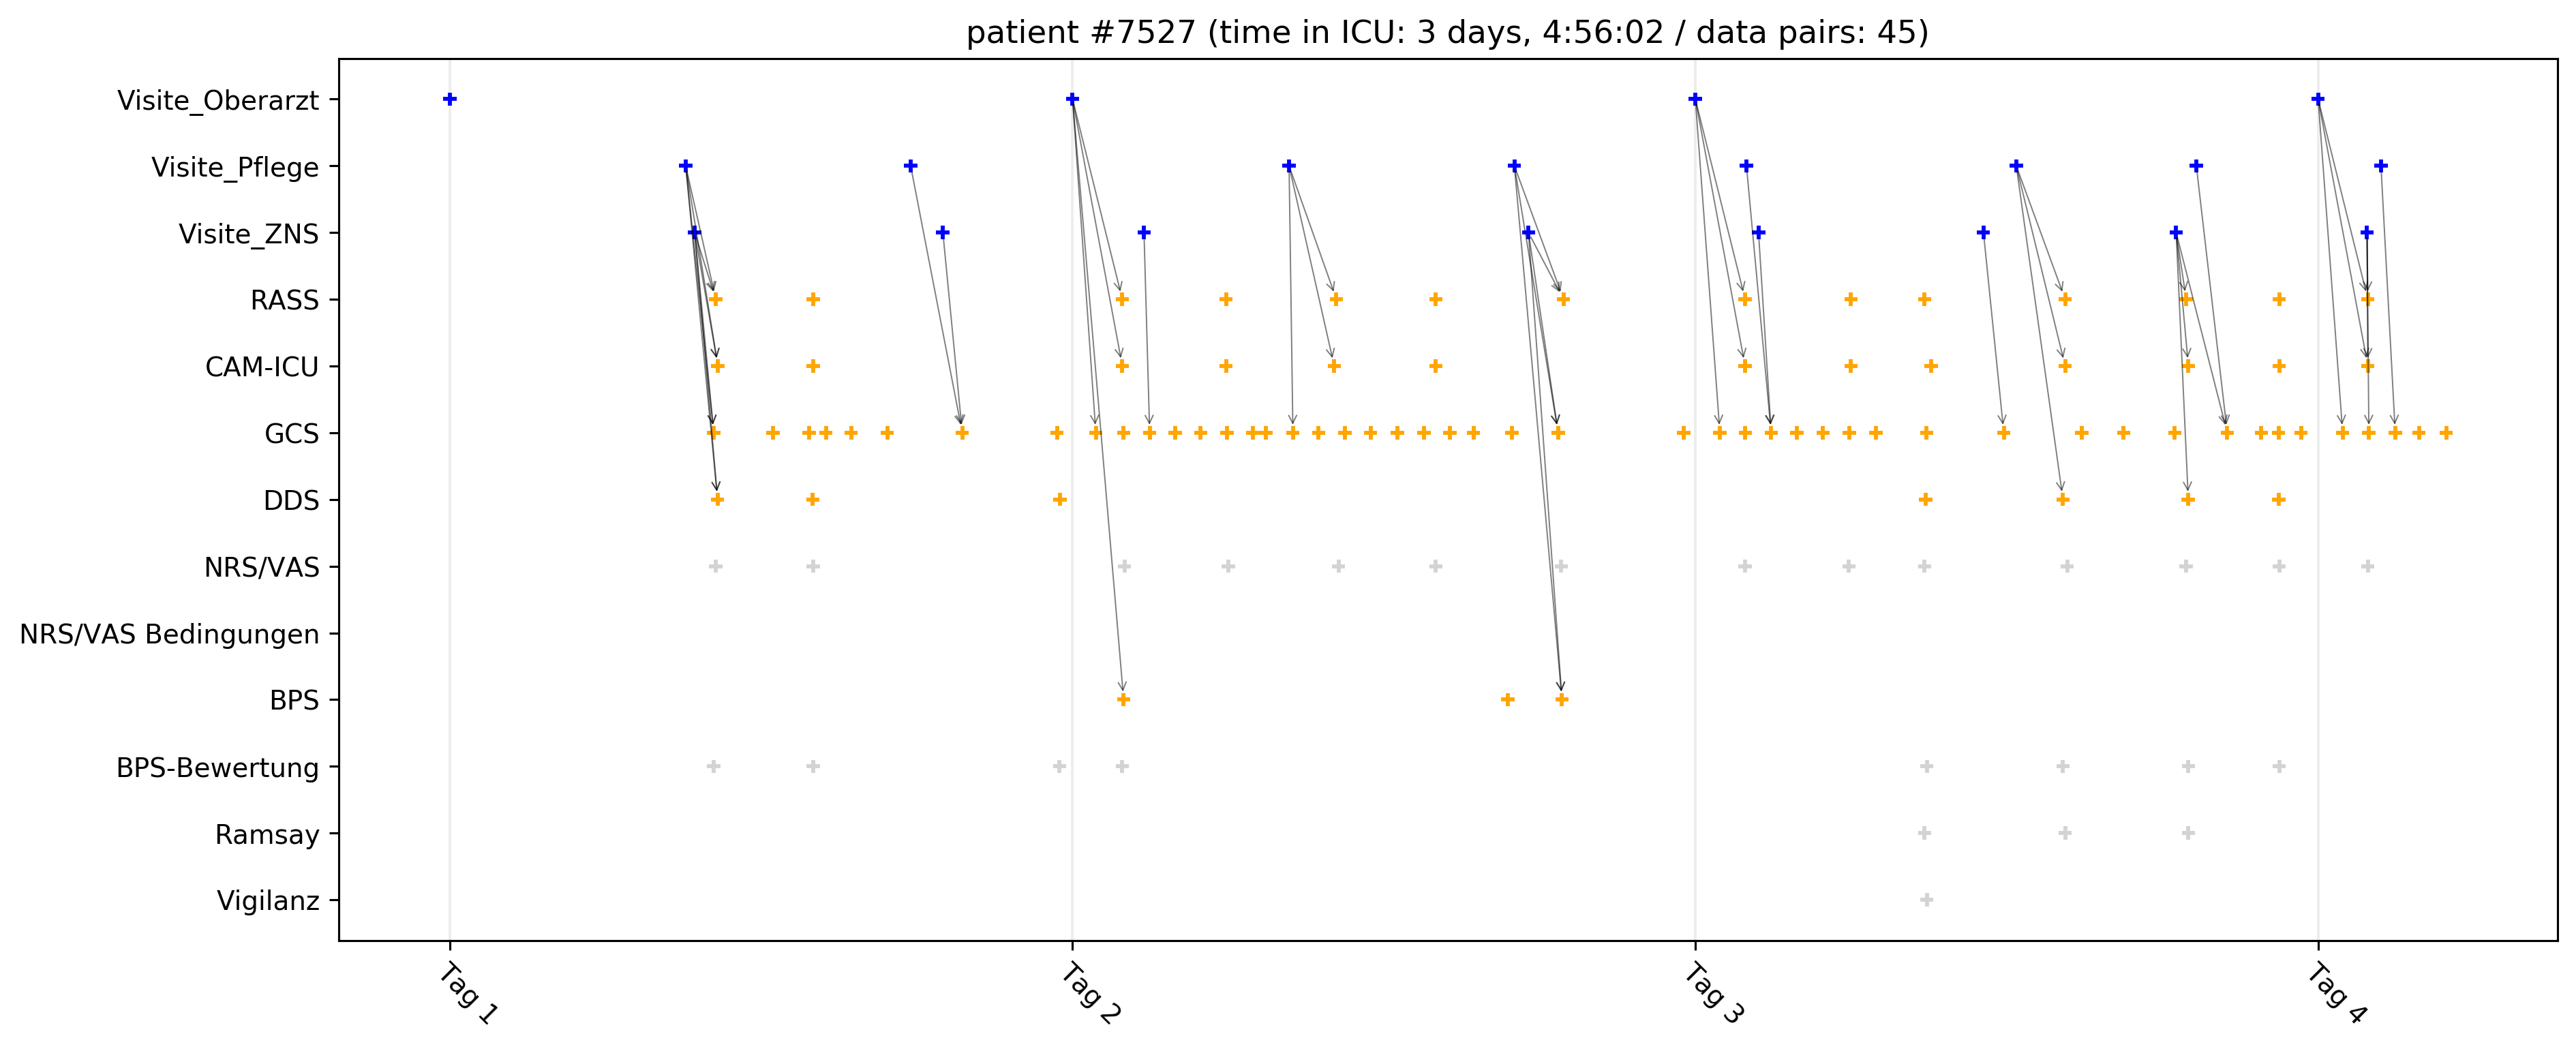 patient #7527 (time in ICU: 3 days, 4:56:02 / data pairs: 45)
Visite_Oberarzt
Visite_Pflege
Visite_ZNS
RASS
CAM-ICU
GCS
DDS
NRS/VAS
NRS/VAS Bedingungen
BPS
BPS-Bewertung
Ramsay
Vigilanz
Tag 1
Tag 2
Tag 3
Tag 4